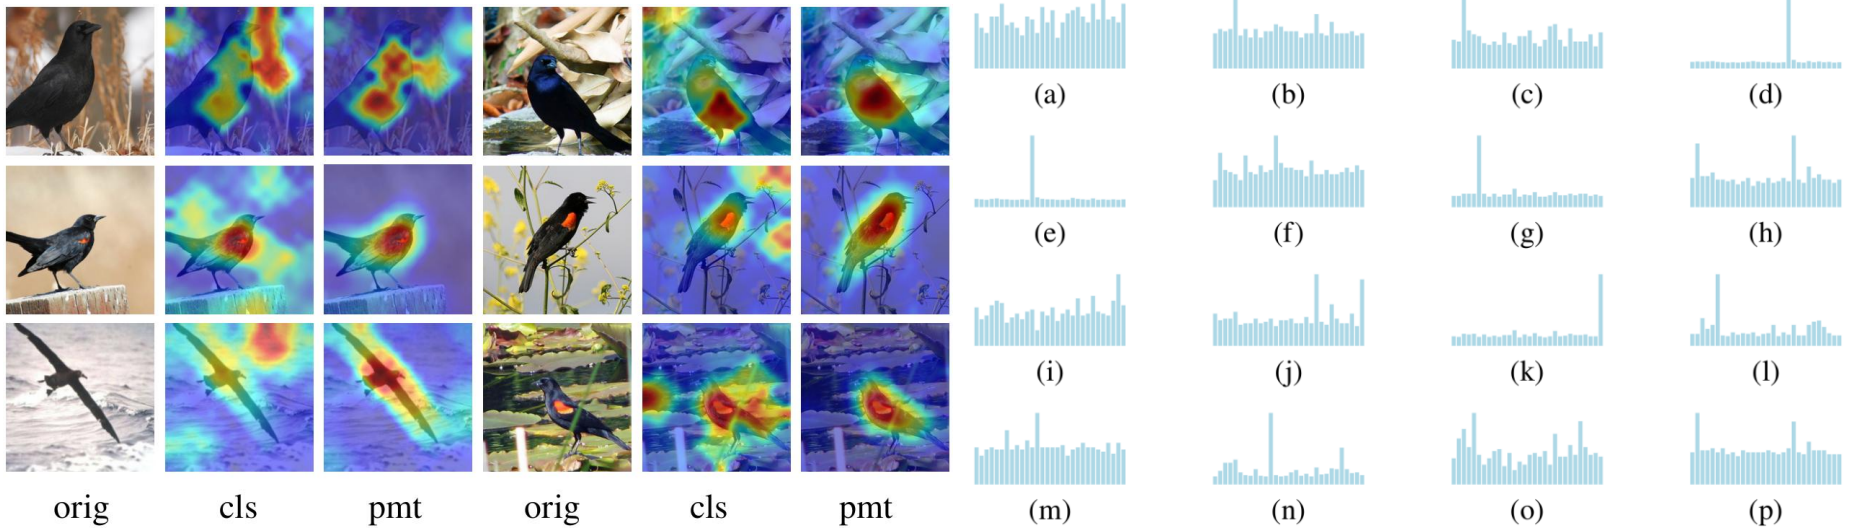 (a) (b) (c) (d)
(e) (f) (g) (h)
(i) (j) (k) (l)
orig cls pmt orig cls pmt
(m) (n) (o) (p)